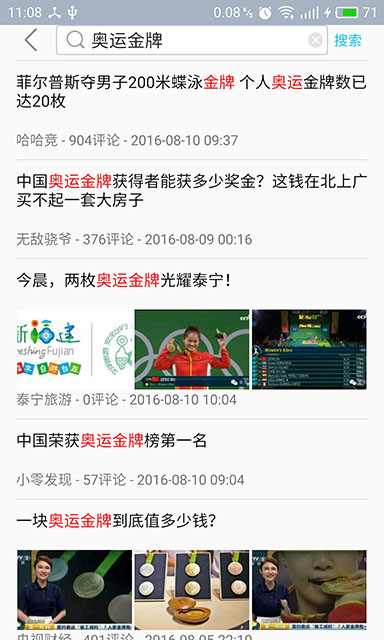 11:08 0.08 K/s 71
奥运金牌 搜索
菲尔普斯夺男子200米蝶泳金牌 个人奥运金牌数已
达20枚
哈哈竞 - 904评论 - 2016-08-10 09:37
中国奥运金牌获得者能获多少奖金？这钱在北上广
买不起一套大房子
无敌骁爷 - 376评论 - 2016-08-09 00:16
今晨，两枚奥运金牌光耀泰宁！
freshing Fujian
泰宁旅游 - 0评论 - 2016-08-10 10:04
中国荣获奥运金牌榜第一名
小零发现 - 57评论 - 2016-08-10 09:04
一块奥运金牌到底值多少钱？
央视财经 - 401评论 - 2016-08-05 22:10